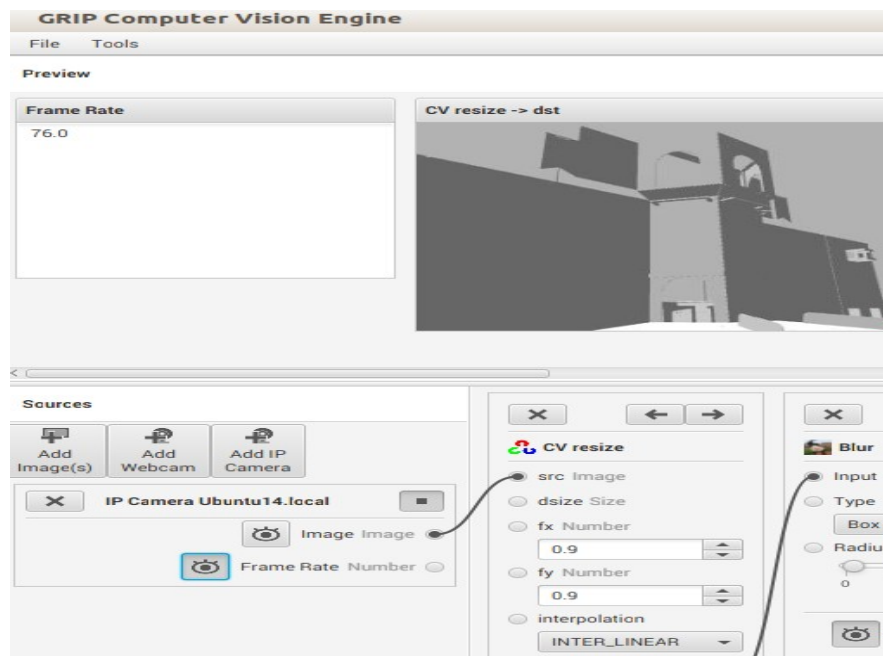 GRIP Computer Vision Engine
File Tools
Preview
Frame Rate
76.0
CV resize -> dst
Sources
Add Image(s)
Add Webcam
Add IP Camera
IP Camera Ubuntu14.local
Image Image
Frame Rate Number
CV resize
src Image
dsize Size
fx Number
0.9
fy Number
0.9
interpolation
INTER_LINEAR
Blur
Input
Type
Box
Radiu
0